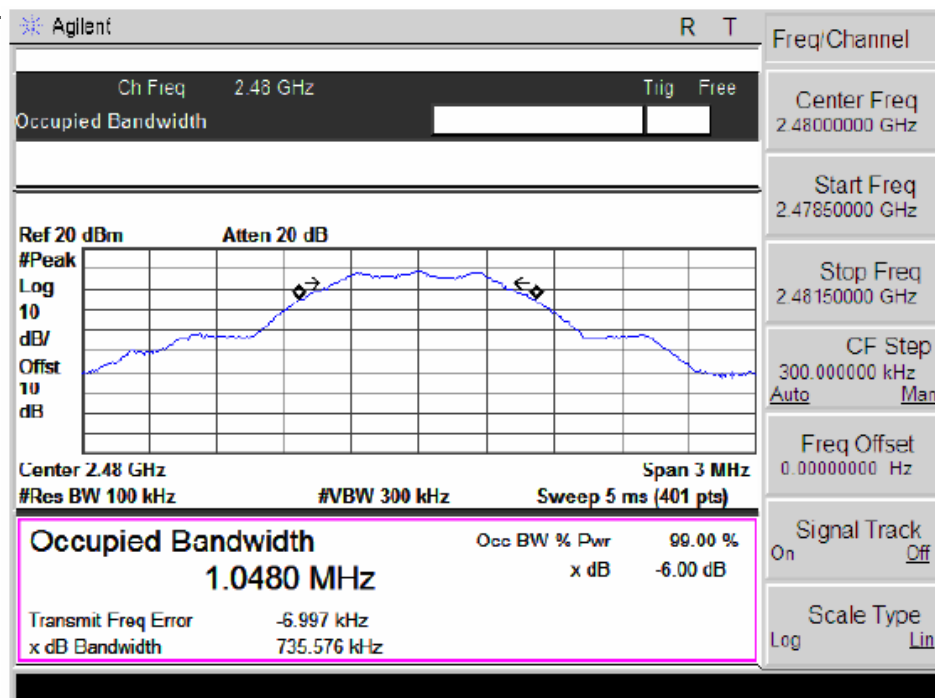 Agilent R T
Ch Freq 2.48 GHz Trig Free
Occupied Bandwidth
Ref 20 dBm Atten 20 dB
#Peak
Log
10
dB/
Offst
10
dB
Center 2.48 GHz Span 3 MHz
#Res BW 100 kHz #VBW 300 kHz Sweep 5 ms (401 pts)
Occupied Bandwidth
1.0480 MHz
Occ BW % Pwr 99.00 %
x dB -6.00 dB
Transmit Freq Error -6.997 kHz
x dB Bandwidth 735.576 kHz
Freq/Channel
Center Freq
2.48000000 GHz
Start Freq
2.47850000 GHz
Stop Freq
2.48150000 GHz
CF Step
300.000000 kHz
Auto Man
Freq Offset
0.00000000 Hz
Signal Track
On Off
Scale Type
Log Lin